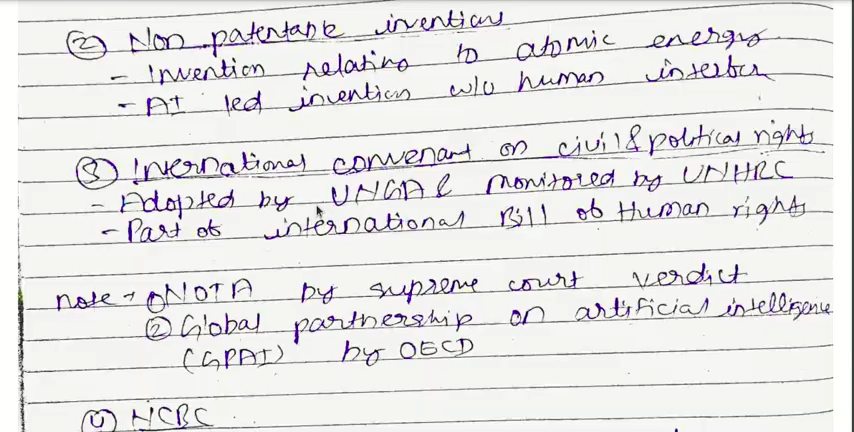 ② Non patentable inventions
- Invention relating to atomic energy
- AI led invention w/o human
③ International convenant on civil & political rights
- Adopted by UNGA & monitored by UNHRC
- Part of international Bill of Human rights
note → ① NOTA by supreme court verdict
② Global partnership on artificial intelligence
(GPAI) by OECD
④ NCBC